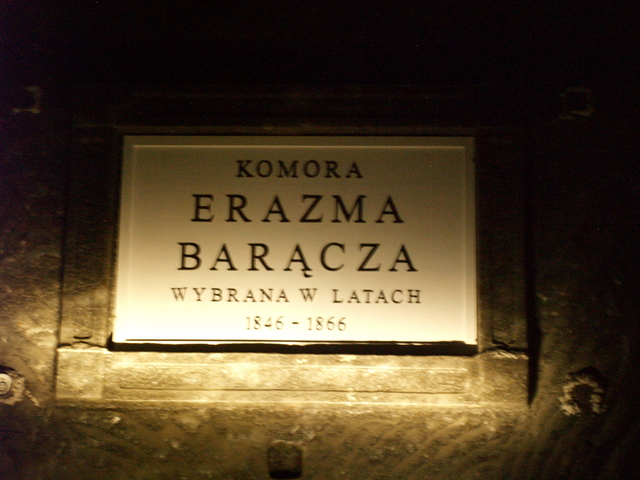 KOMORA
ERAZMA
BARĄCZA
WYBRANA W LATACH
1846 - 1866